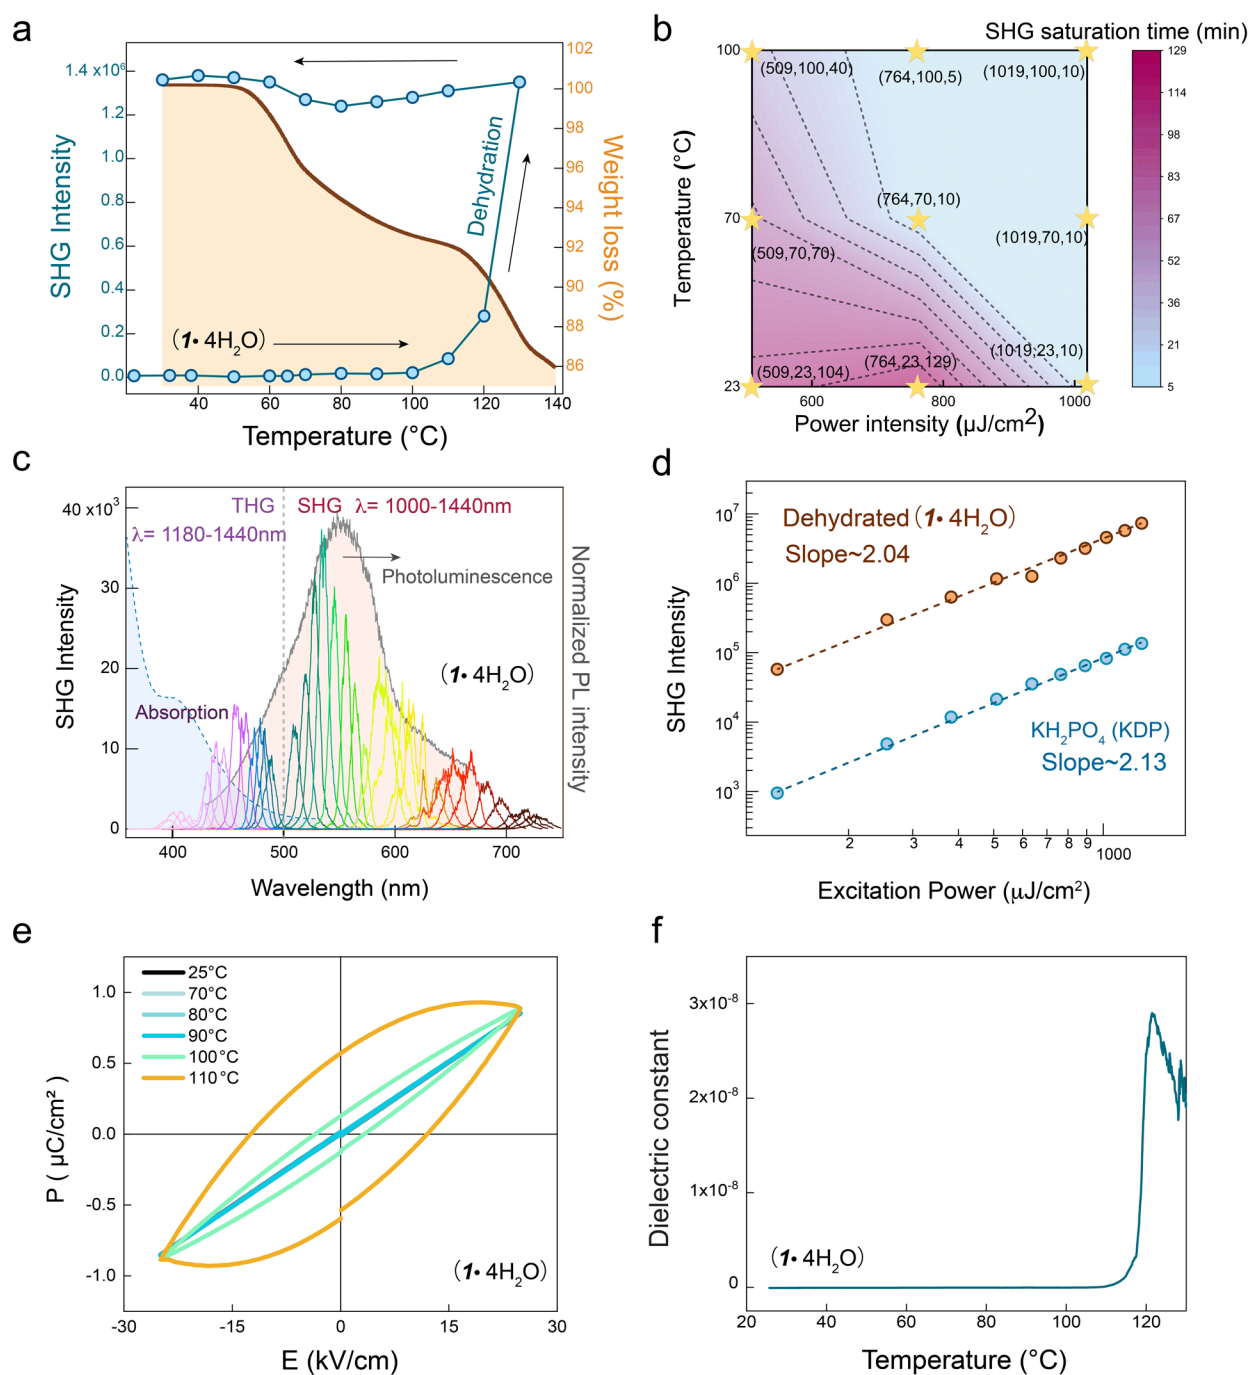 a
1.4 x10⁶
1.2
1.0
0.8
0.6
0.4
0.2
0.0
SHG Intensity
102
100
98
96
94
92
90
88
86
Weight loss (%)
Dehydration
(1• 4H₂O)
40
60
80
100
120
140
Temperature (°C)
b
SHG saturation time (min)
100
70
23
Temperature (°C)
(509,100,40)
(764,100,5)
(1019,100,10)
(764,70,10)
(1019,70,10)
(509,70,70)
(1019,23,10)
(764,23,129)
(509,23,104)
600
800
1000
Power intensity (μJ/cm²)
129
114
98
83
67
52
36
21
5
c
40 x10³
30
20
10
0
SHG Intensity
THG
λ= 1180-1440nm
SHG λ= 1000-1440nm
Photoluminescence
(1• 4H₂O)
Absorption
Normalized PL intensity
400
500
600
700
Wavelength (nm)
d
10⁷
10⁶
10⁵
10⁴
10³
SHG Intensity
Dehydrated (1• 4H₂O)
Slope~2.04
KH₂PO₄ (KDP)
Slope~2.13
2
3
4
5
6
7
8
9
1000
Excitation Power (μJ/cm²)
e
25°C
70°C
80°C
90°C
100°C
110°C
1.0
0.5
0.0
-0.5
-1.0
P ( μC/cm² )
(1• 4H₂O)
-30
-15
0
15
30
E (kV/cm)
f
3x10⁻⁸
2x10⁻⁸
1x10⁻⁸
0
Dielectric constant
(1• 4H₂O)
20
40
60
80
100
120
Temperature (°C)